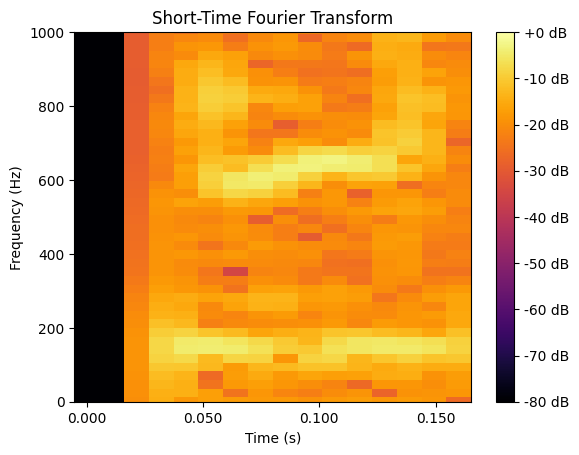 Short-Time Fourier Transform
Frequency (Hz)
1000
800
600
400
200
0
0.000
0.050
0.100
0.150
Time (s)
+0 dB
-10 dB
-20 dB
-30 dB
-40 dB
-50 dB
-60 dB
-70 dB
-80 dB